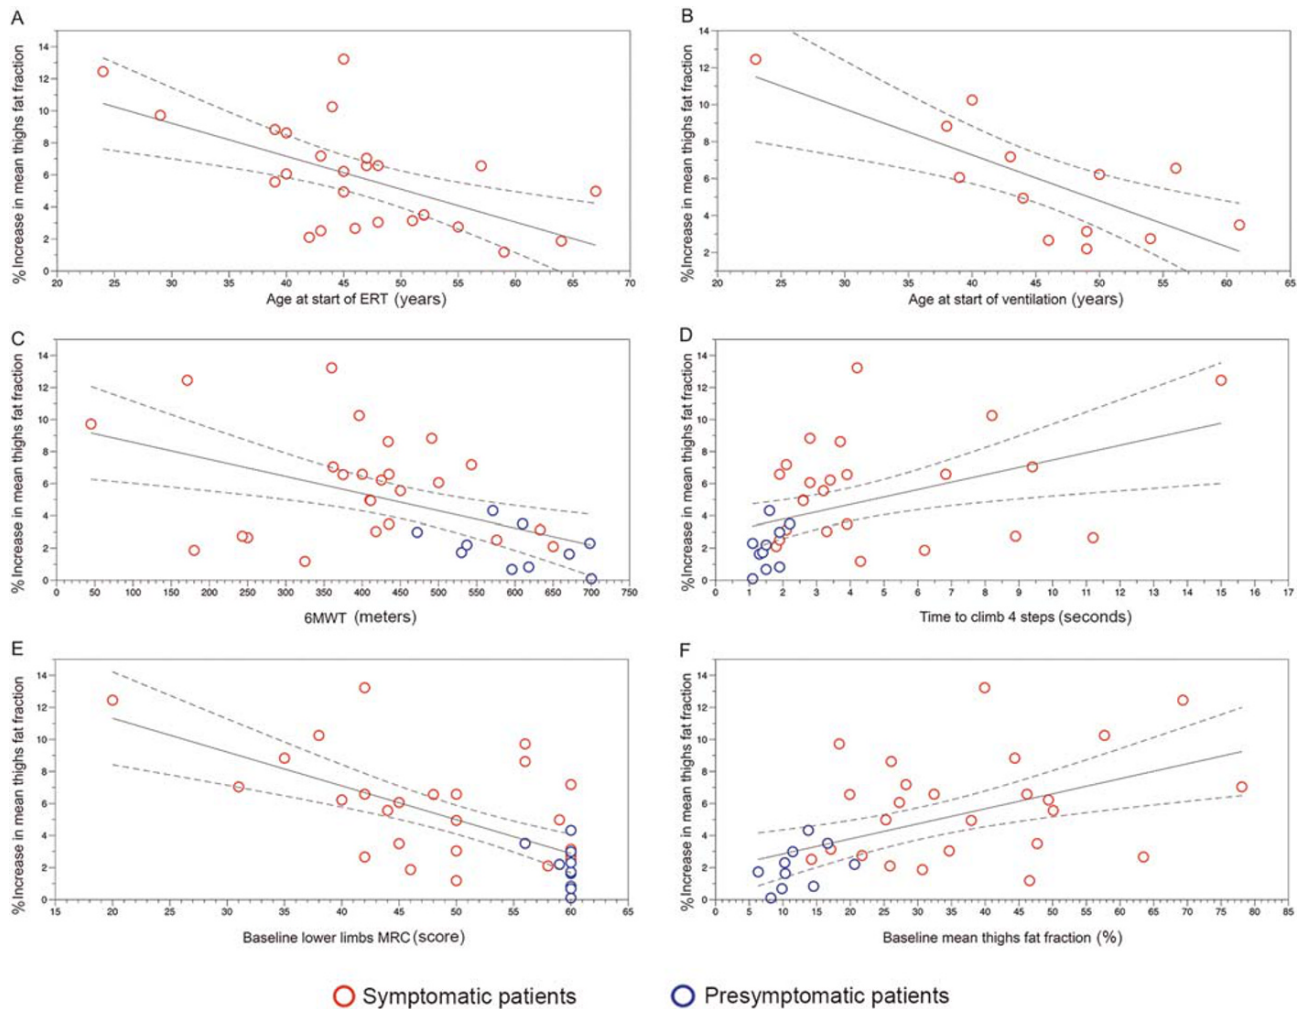 A
%Increase in mean thighs fat fraction
14
12
10
8
6
4
2
0
20 25 30 35 40 45 50 55 60 65 70
Age at start of ERT (years)
B
%Increase in mean thighs fat fraction
14
12
10
8
6
4
2
20 25 30 35 40 45 50 55 60 65
Age at start of ventilation (years)
C
%Increase in mean thighs fat fraction
14
12
10
8
6
4
2
0
0 50 100 150 200 250 300 350 400 450 500 550 600 650 700 750
6MWT (meters)
D
%Increase in mean thighs fat fraction
14
12
10
8
6
4
2
0
0 1 2 3 4 5 6 7 8 9 10 11 12 13 14 15 16 17
Time to climb 4 steps (seconds)
E
%Increase in mean thighs fat fraction
14
12
10
8
6
4
2
0
15 20 25 30 35 40 45 50 55 60 65
Baseline lower limbs MRC (score)
F
%Increase in mean thighs fat fraction
14
12
10
8
6
4
2
0
0 5 10 15 20 25 30 35 40 45 50 55 60 65 70 75 80 85
Baseline mean thighs fat fraction (%)
Symptomatic patients
Presymptomatic patients